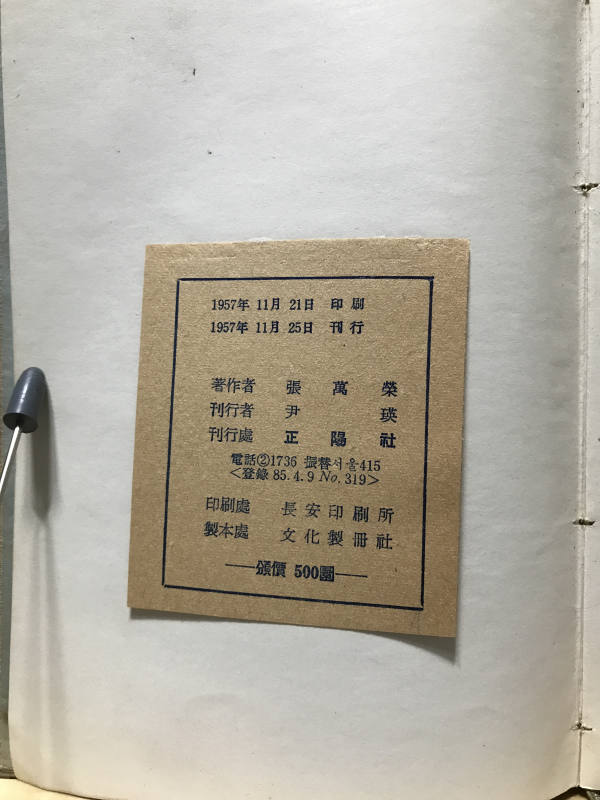 1957年 11月 21日 印刷
1957年 11月 25日 刊行
著作者 張萬榮
刊行者 尹瑛
刊行處 正陽社
電話②1736 振替서울415
<登錄 85.4.9 No.319>
印刷處 長安印刷所
製本處 文化製冊社
—頒價 500圜—